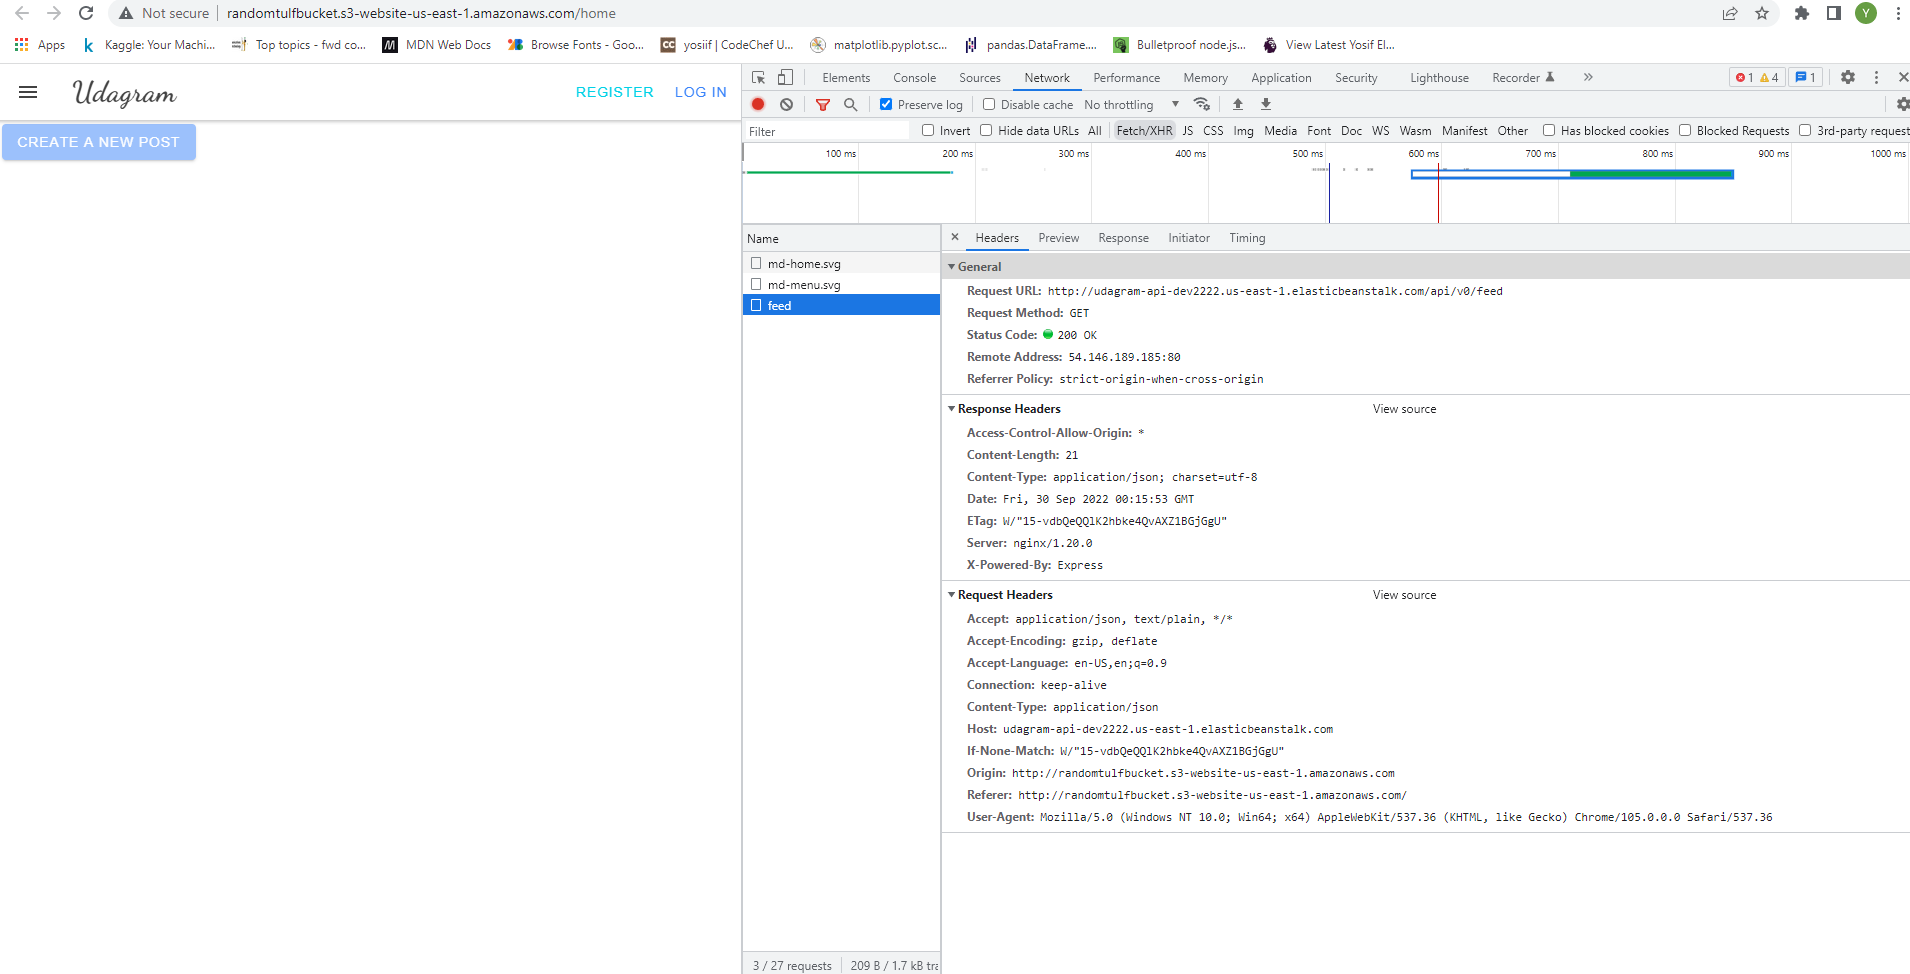 Not secure randomtulfbucket.s3-website-us-east-1.amazonaws.com/home Y
Apps Kaggle: Your Machi... Top topics - fwd co... MDN Web Docs Browse Fonts - Goo... yosiif | CodeChef U... matplotlib.pyplot.sc... pandas.DataFrame.... Bulletproof node.js... View Latest Yosif El...
Udagram REGISTER LOG IN
CREATE A NEW POST
Elements Console Sources Network Performance Memory Application Security Lighthouse Recorder 1 4 1
Preserve log Disable cache No throttling
Filter Invert Hide data URLs All Fetch/XHR JS CSS Img Media Font Doc WS Wasm Manifest Other Has blocked cookies Blocked Requests 3rd-party request
100 ms 200 ms 300 ms 400 ms 500 ms 600 ms 700 ms 800 ms 900 ms 1000 ms
Name
md-home.svg
md-menu.svg
feed
Headers Preview Response Initiator Timing
General
Request URL: http://udagram-api-dev2222.us-east-1.elasticbeanstalk.com/api/v0/feed
Request Method: GET
Status Code: 200 OK
Remote Address: 54.146.189.185:80
Referrer Policy: strict-origin-when-cross-origin
Response Headers View source
Access-Control-Allow-Origin: *
Content-Length: 21
Content-Type: application/json; charset=utf-8
Date: Fri, 30 Sep 2022 00:15:53 GMT
ETag: W/"15-vdbQeQQlK2hbke4QvAXZ1BGjGgU"
Server: nginx/1.20.0
X-Powered-By: Express
Request Headers View source
Accept: application/json, text/plain, */*
Accept-Encoding: gzip, deflate
Accept-Language: en-US,en;q=0.9
Connection: keep-alive
Content-Type: application/json
Host: udagram-api-dev2222.us-east-1.elasticbeanstalk.com
If-None-Match: W/"15-vdbQeQQlK2hbke4QvAXZ1BGjGgU"
Origin: http://randomtulfbucket.s3-website-us-east-1.amazonaws.com
Referer: http://randomtulfbucket.s3-website-us-east-1.amazonaws.com/
User-Agent: Mozilla/5.0 (Windows NT 10.0; Win64; x64) AppleWebKit/537.36 (KHTML, like Gecko) Chrome/105.0.0.0 Safari/537.36
3 / 27 requests 209 B / 1.7 kB tra